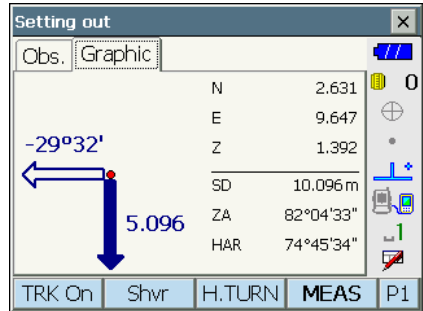 Setting out
Obs. Graphic
N 2.631
E 9.647
Z 1.392
SD 10.096m
ZA 82°04'33"
HAR 74°45'34"
-29°32'
5.096
0
1
TRK On Shvr H.TURN MEAS P1